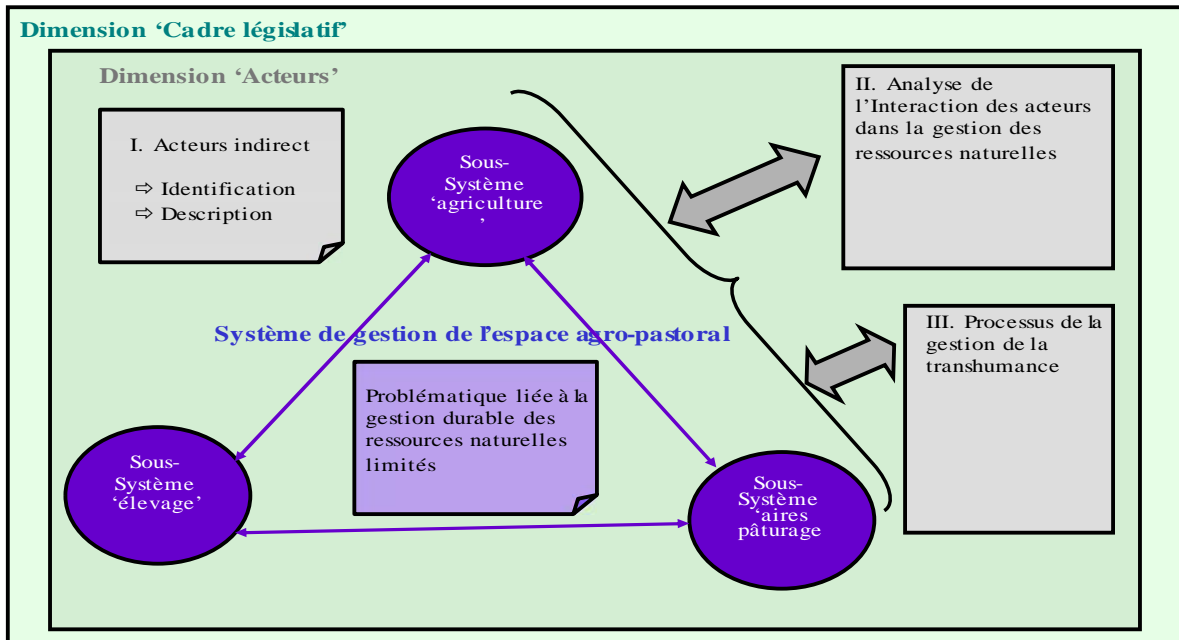 Dimension ‘Cadre législatif’
Dimension ‘Acteurs’
I. Acteurs indirect
⇨ Identification
⇨ Description
Sous-
Système
‘agriculture
’
II. Analyse de
l’Interaction des acteurs
dans la gestion des
ressources naturelles
Système de gestion de l’espace agro-pastoral
III. Processus de la
gestion de la
transhumance
Problématique liée à la
gestion durable des
ressources naturelles
limités
Sous-
Système
‘élevage’
Sous-
Système
‘aires
pâturage